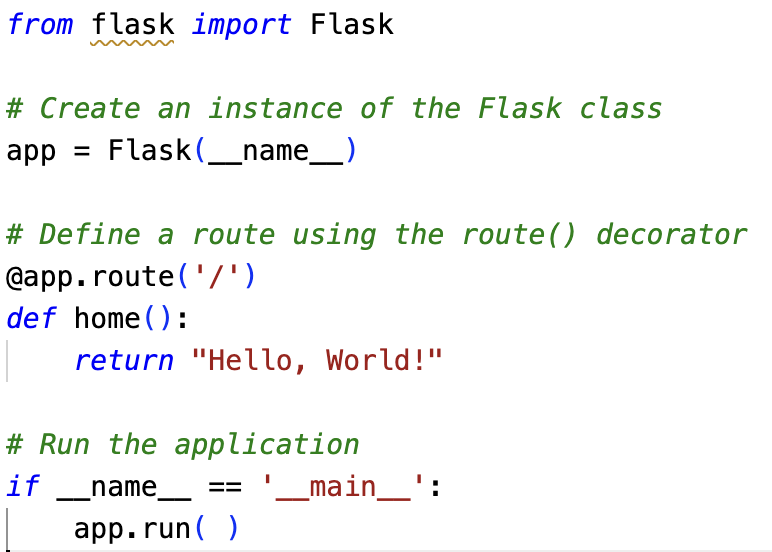 from flask import Flask
# Create an instance of the Flask class
app = Flask(__name__)
# Define a route using the route() decorator
@app.route('/')
def home():
    return "Hello, World!"
# Run the application
if __name__ == '__main__':
    app.run( )